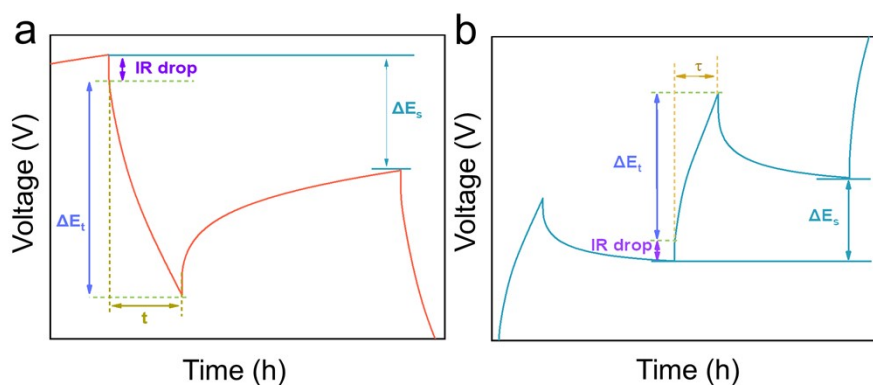 a
IR drop
ΔEₛ
ΔEₜ
t
Voltage (V)
Time (h)
b
τ
ΔEₜ
IR drop
ΔEₛ
Voltage (V)
Time (h)